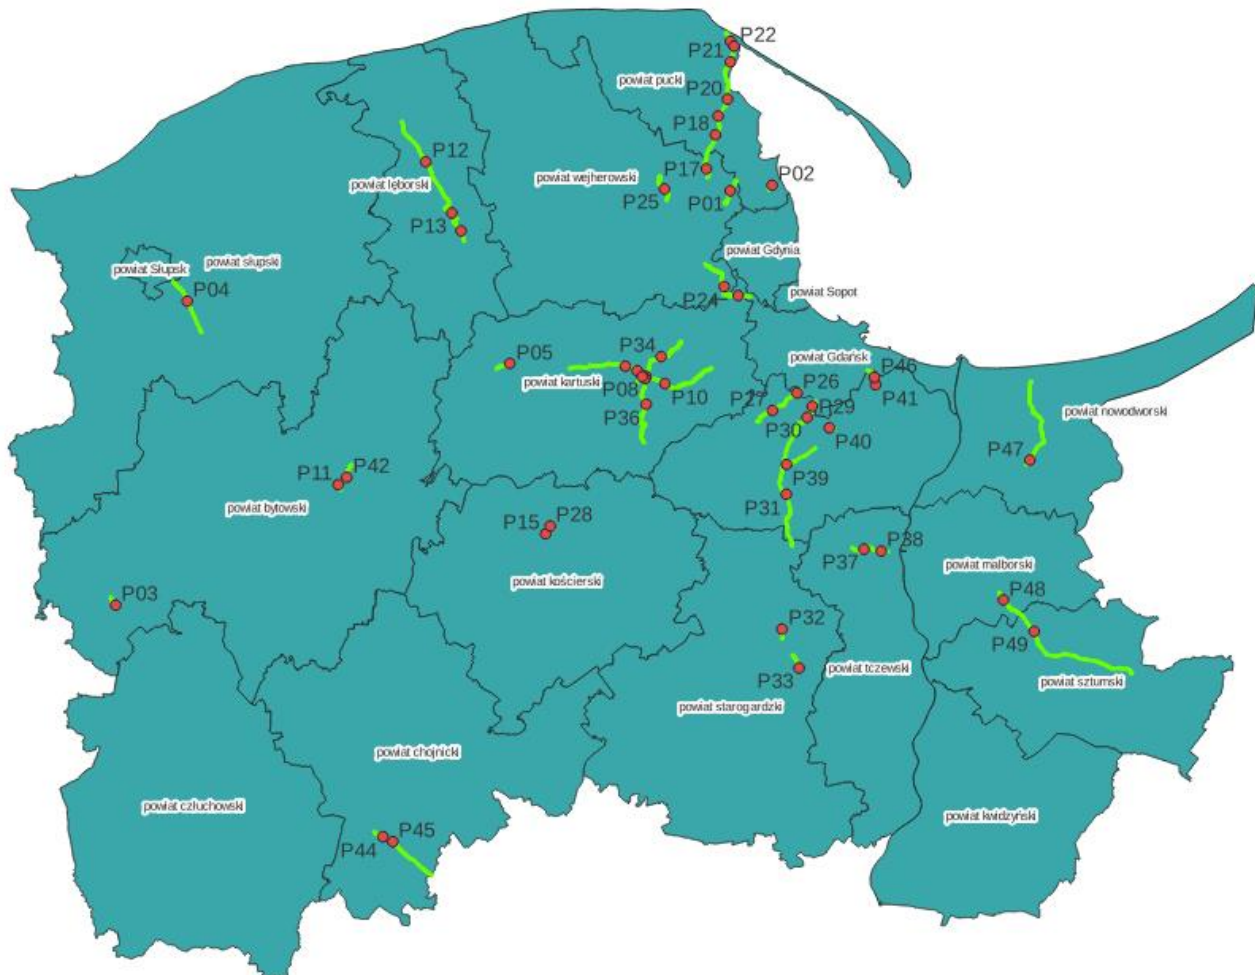 P22
P21
powiat pucki
P20
P18
P12
P17
P02
powiat wejherowski
powiat lęborski
P25
P01
P13
powiat Gdynia
powiat słupski
powiat Słupsk
P04
P24
powiat Sopot
P34
P05
powiat Gdańsk
P46
powiat kartuski
P08
P10
P26
P41
P27
P29
powiat nowodworski
P36
P30
P40
P47
P11
P42
P39
powiat bytowski
P31
P15
P28
P37
P38
powiat malborski
powiat kościerski
P03
P48
P32
P49
powiat tczewski
P33
powiat sztumski
powiat starogardzki
powiat chojnicki
powiat człuchowski
powiat kwidzyński
P45
P44